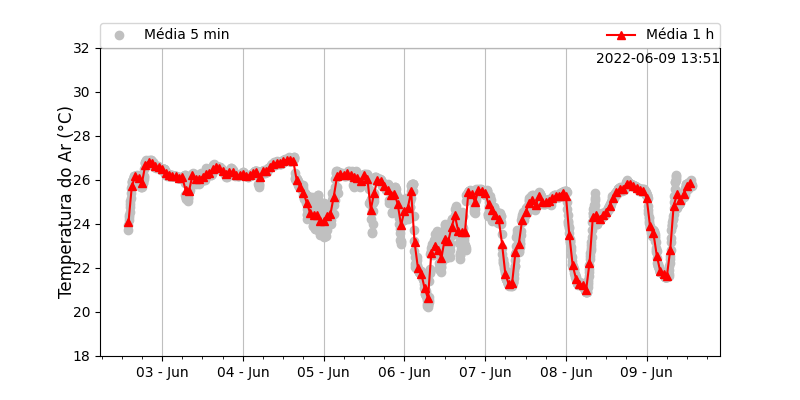 Média 5 min
Média 1 h
2022-06-09 13:51
Temperatura do Ar (°C)
32
30
28
26
24
22
20
18
03 - Jun
04 - Jun
05 - Jun
06 - Jun
07 - Jun
08 - Jun
09 - Jun